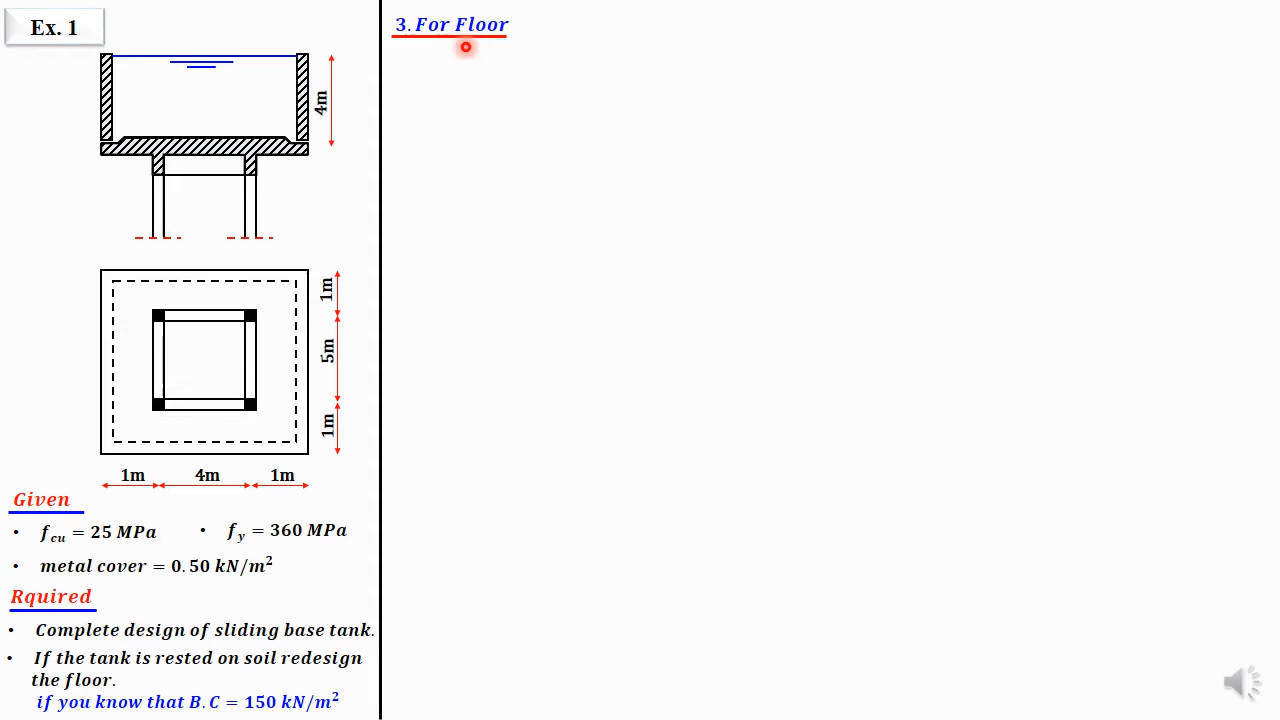 Ex. 1
3. For Floor
4m
1m
5m
1m
1m 4m 1m
Given
• fcu = 25 MPa • fy = 360 MPa
• metal cover = 0.50 kN/m²
Rquired
• Complete design of sliding base tank.
• If the tank is rested on soil redesign
the floor.
if you know that B.C = 150 kN/m²